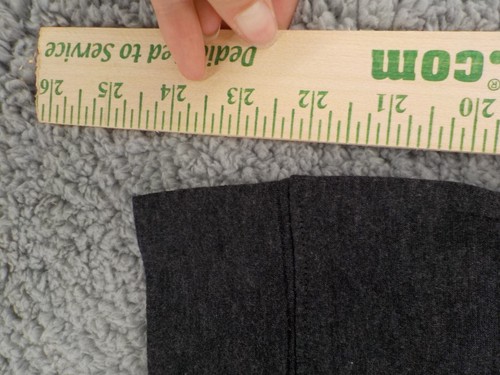 20 21 22 23 24 25 26
.com ® Dedicated to Service